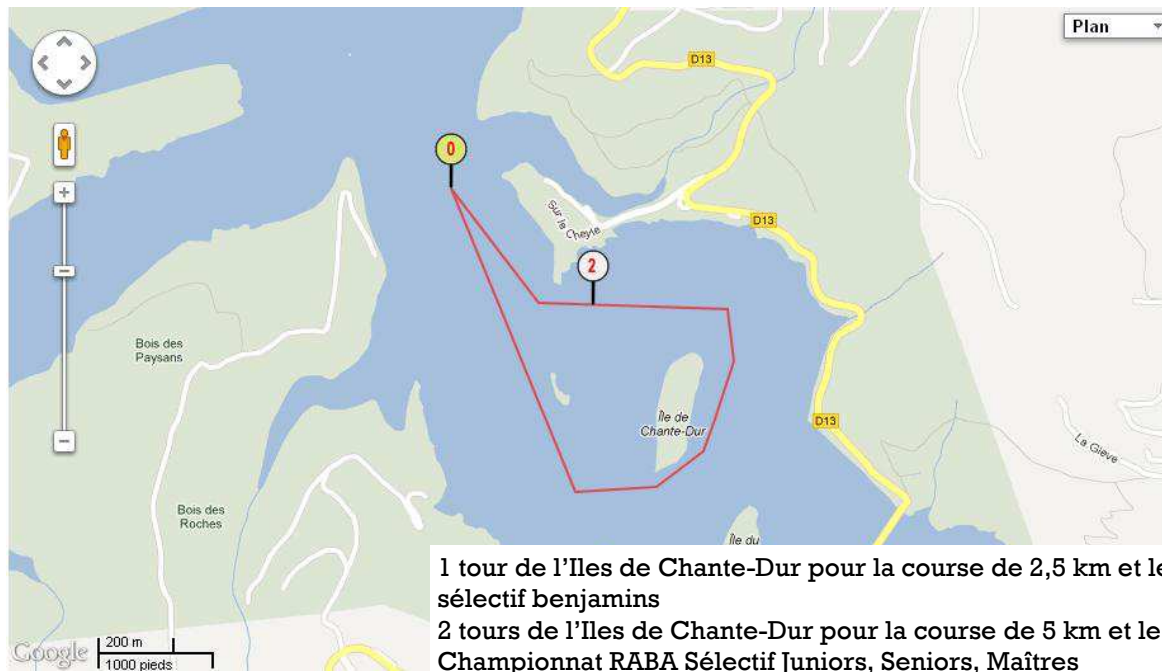 Plan
D13
0
Sur le Cheyle
D13
2
Bois des
Paysans
Île de
Chante-Dur
D13
La Gieve
Bois des
Roches
Île du
1 tour de l'Iles de Chante-Dur pour la course de 2,5 km et le
sélectif benjamins
2 tours de l'Iles de Chante-Dur pour la course de 5 km et le
Championnat RABA Sélectif Juniors, Seniors, Maîtres
Google
200 m
1000 pieds